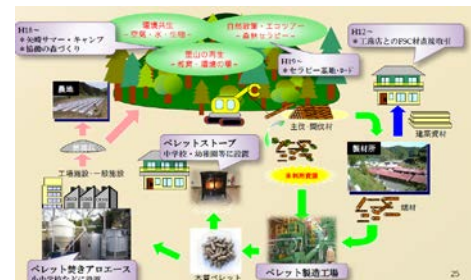 環境共生
～空気・水・生物～
自然散策・エコツアー
～森林セラピー～
里山の再生
～教育・環境の場～
H18～
＊矢崎サマー・キャンプ
＊協働の森づくり
H19～
＊セラピー基地・ロード
H12～
＊工務店とのFSC材直接取引
農地
主伐・間伐材
建築資材
ペレットストーブ
中学校・幼稚園等に設置
製材所
未利用資源
工場施設・一般施設
端材
ペレット焚きアロエース
木質ペレット
ペレット製造工場
25